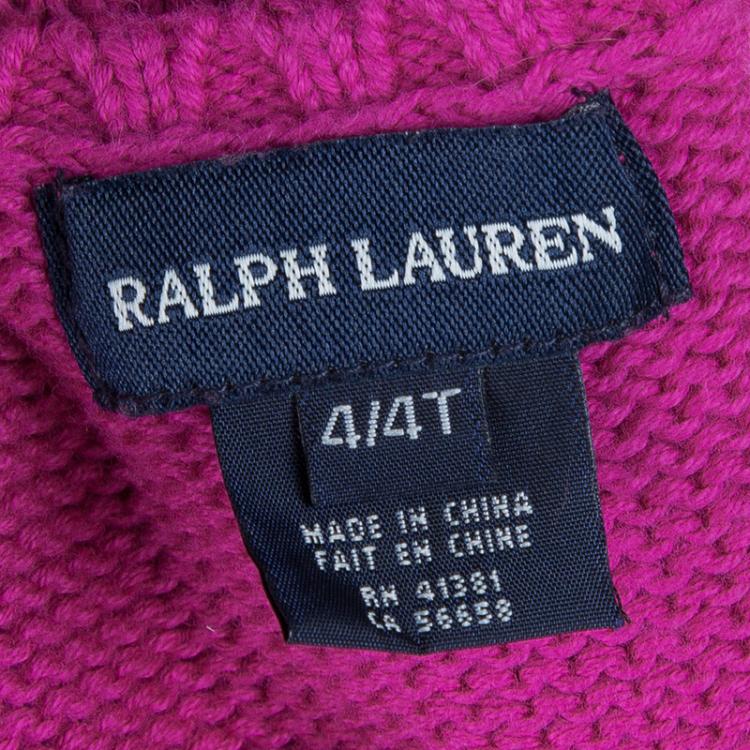 RALPH LAUREN
4/4T
MADE IN CHINA
FAIT EN CHINE
RN 41381
CA 56658